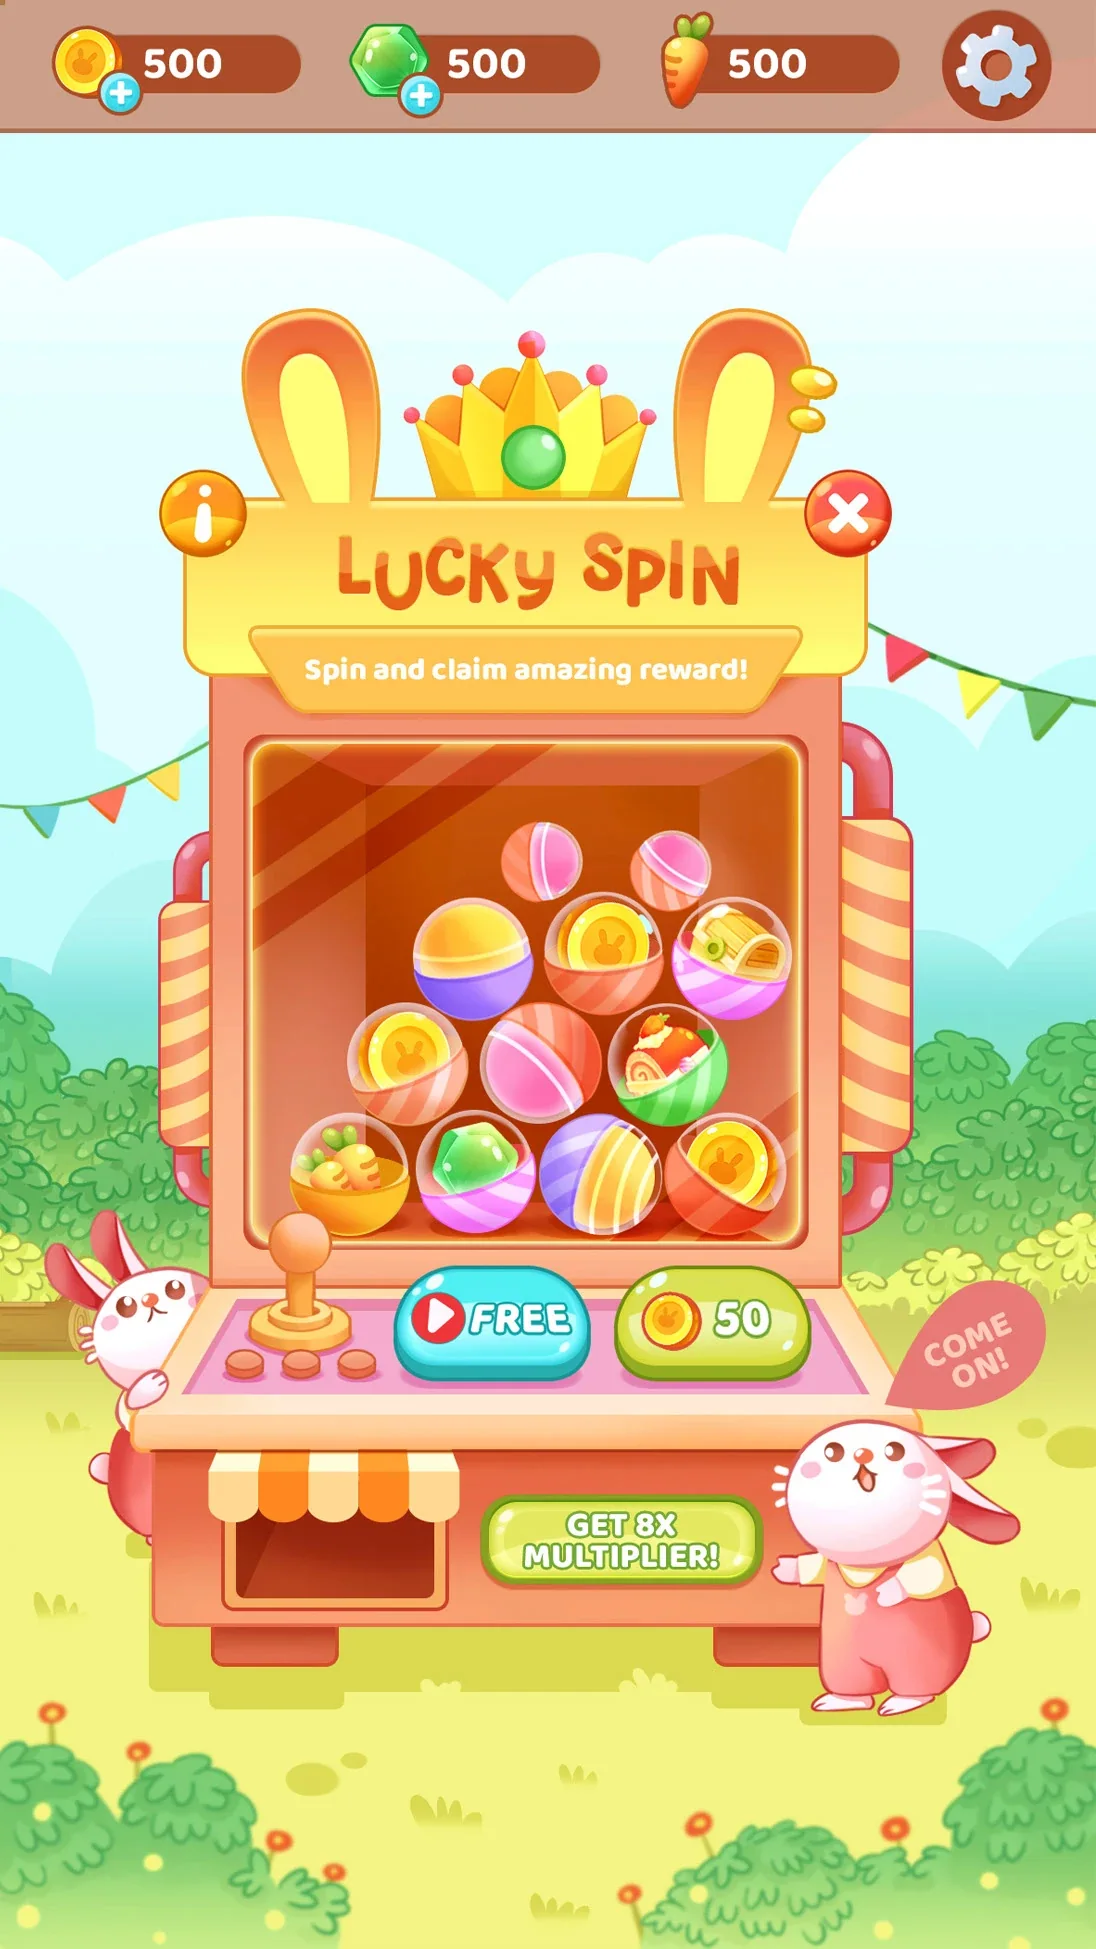 500
500
500
LUCKY SPIN
Spin and claim amazing reward!
FREE
50
COME
ON!
GET 8X
MULTIPLIER!